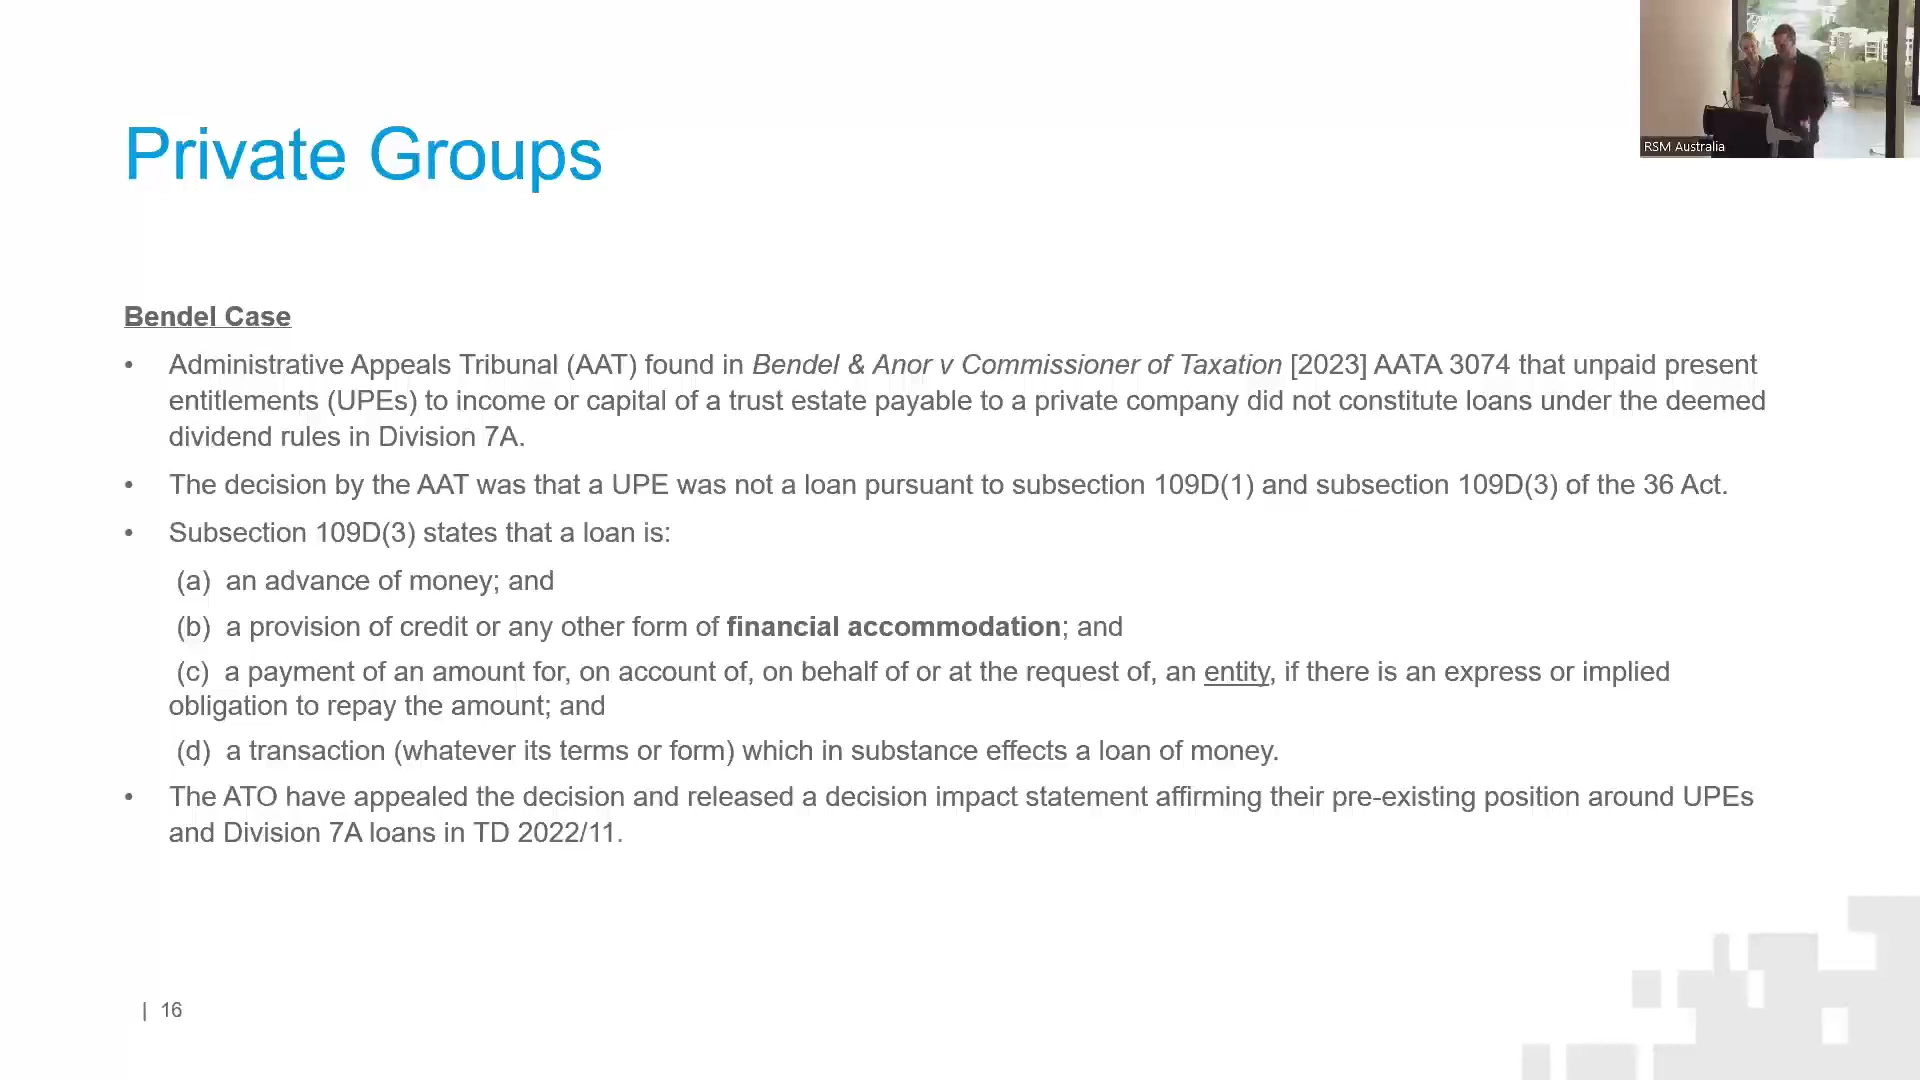 RSM Australia
Private Groups
Bendel Case
• Administrative Appeals Tribunal (AAT) found in Bendel & Anor v Commissioner of Taxation [2023] AATA 3074 that unpaid present
entitlements (UPEs) to income or capital of a trust estate payable to a private company did not constitute loans under the deemed
dividend rules in Division 7A.
• The decision by the AAT was that a UPE was not a loan pursuant to subsection 109D(1) and subsection 109D(3) of the 36 Act.
• Subsection 109D(3) states that a loan is:
(a) an advance of money; and
(b) a provision of credit or any other form of financial accommodation; and
(c) a payment of an amount for, on account of, on behalf of or at the request of, an entity, if there is an express or implied
obligation to repay the amount; and
(d) a transaction (whatever its terms or form) which in substance effects a loan of money.
• The ATO have appealed the decision and released a decision impact statement affirming their pre-existing position around UPEs
and Division 7A loans in TD 2022/11.
| 16